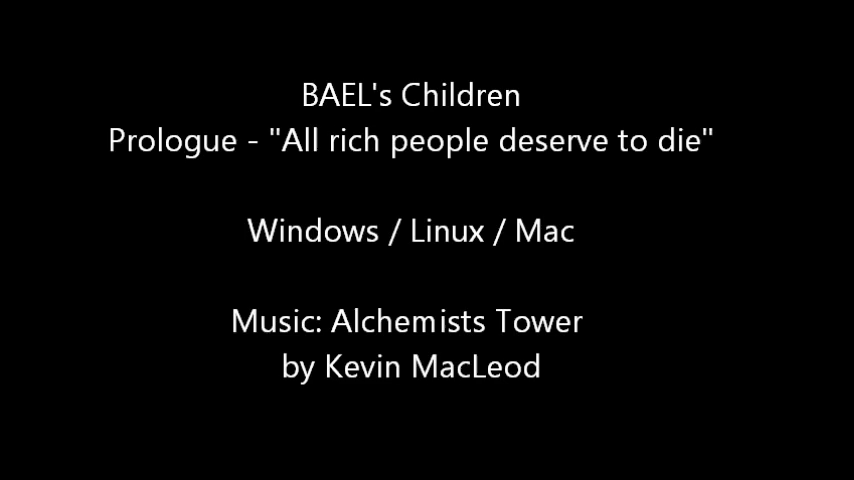 BAEL's Children
Prologue - "All rich people deserve to die"
Windows / Linux / Mac
Music: Alchemists Tower
by Kevin MacLeod